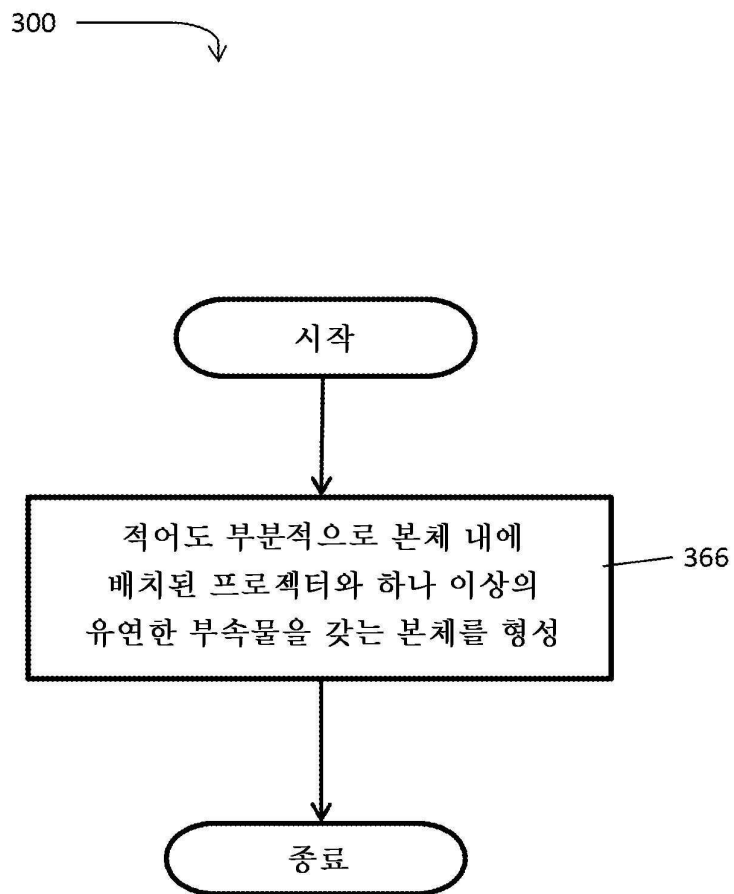 300
시작
적어도 부분적으로 본체 내에
배치된 프로젝터와 하나 이상의
유연한 부속물을 갖는 본체를 형성
366
종료